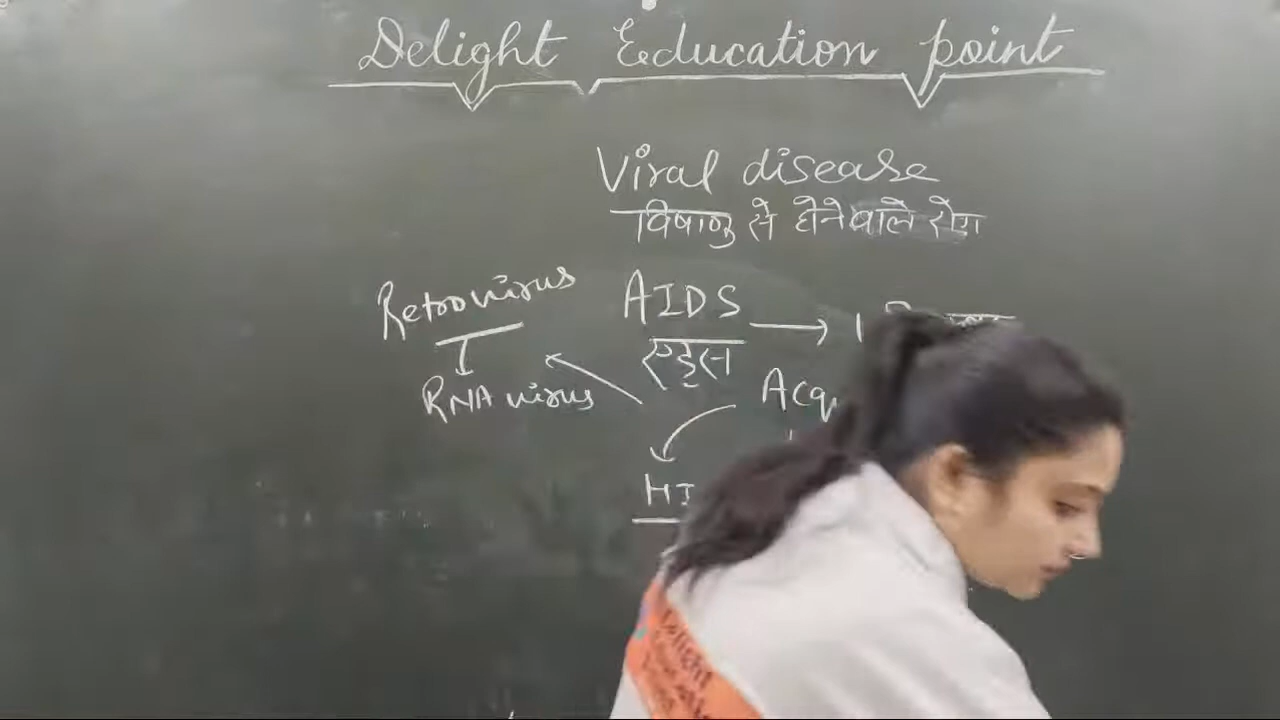 Delight Education point
Viral disease
विषाणु से होने वाले रोग
Retrovirus AIDS →
एड्स
RNA virus